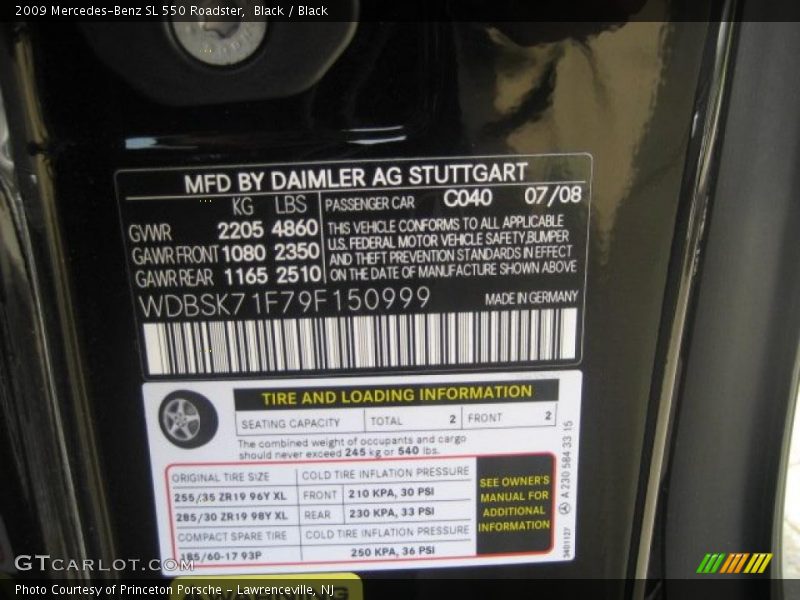 2009 Mercedes-Benz SL 550 Roadster, Black / Black
MFD BY DAIMLER AG STUTTGART
KG LBS PASSENGER CAR C040 07/08
GVWR 2205 4860
GAWR FRONT 1080 2350
GAWR REAR 1165 2510
THIS VEHICLE CONFORMS TO ALL APPLICABLE
U.S. FEDERAL MOTOR VEHICLE SAFETY, BUMPER
AND THEFT PREVENTION STANDARDS IN EFFECT
ON THE DATE OF MANUFACTURE SHOWN ABOVE
WDBSK71F79F150999 MADE IN GERMANY
TIRE AND LOADING INFORMATION
SEATING CAPACITY TOTAL 2 FRONT 2
The combined weight of occupants and cargo
should never exceed 245 kg or 540 lbs.
ORIGINAL TIRE SIZE COLD TIRE INFLATION PRESSURE
255/35 ZR19 96Y XL FRONT 210 KPA, 30 PSI
285/30 ZR19 98Y XL REAR 230 KPA, 33 PSI
COMPACT SPARE TIRE COLD TIRE INFLATION PRESSURE
185/60-17 93P 250 KPA, 36 PSI
SEE OWNER'S
MANUAL FOR
ADDITIONAL
INFORMATION
3401127 A 230 584 33 15
WARNING
GTCARLOT.COM
Photo Courtesy of Princeton Porsche - Lawrenceville, NJ